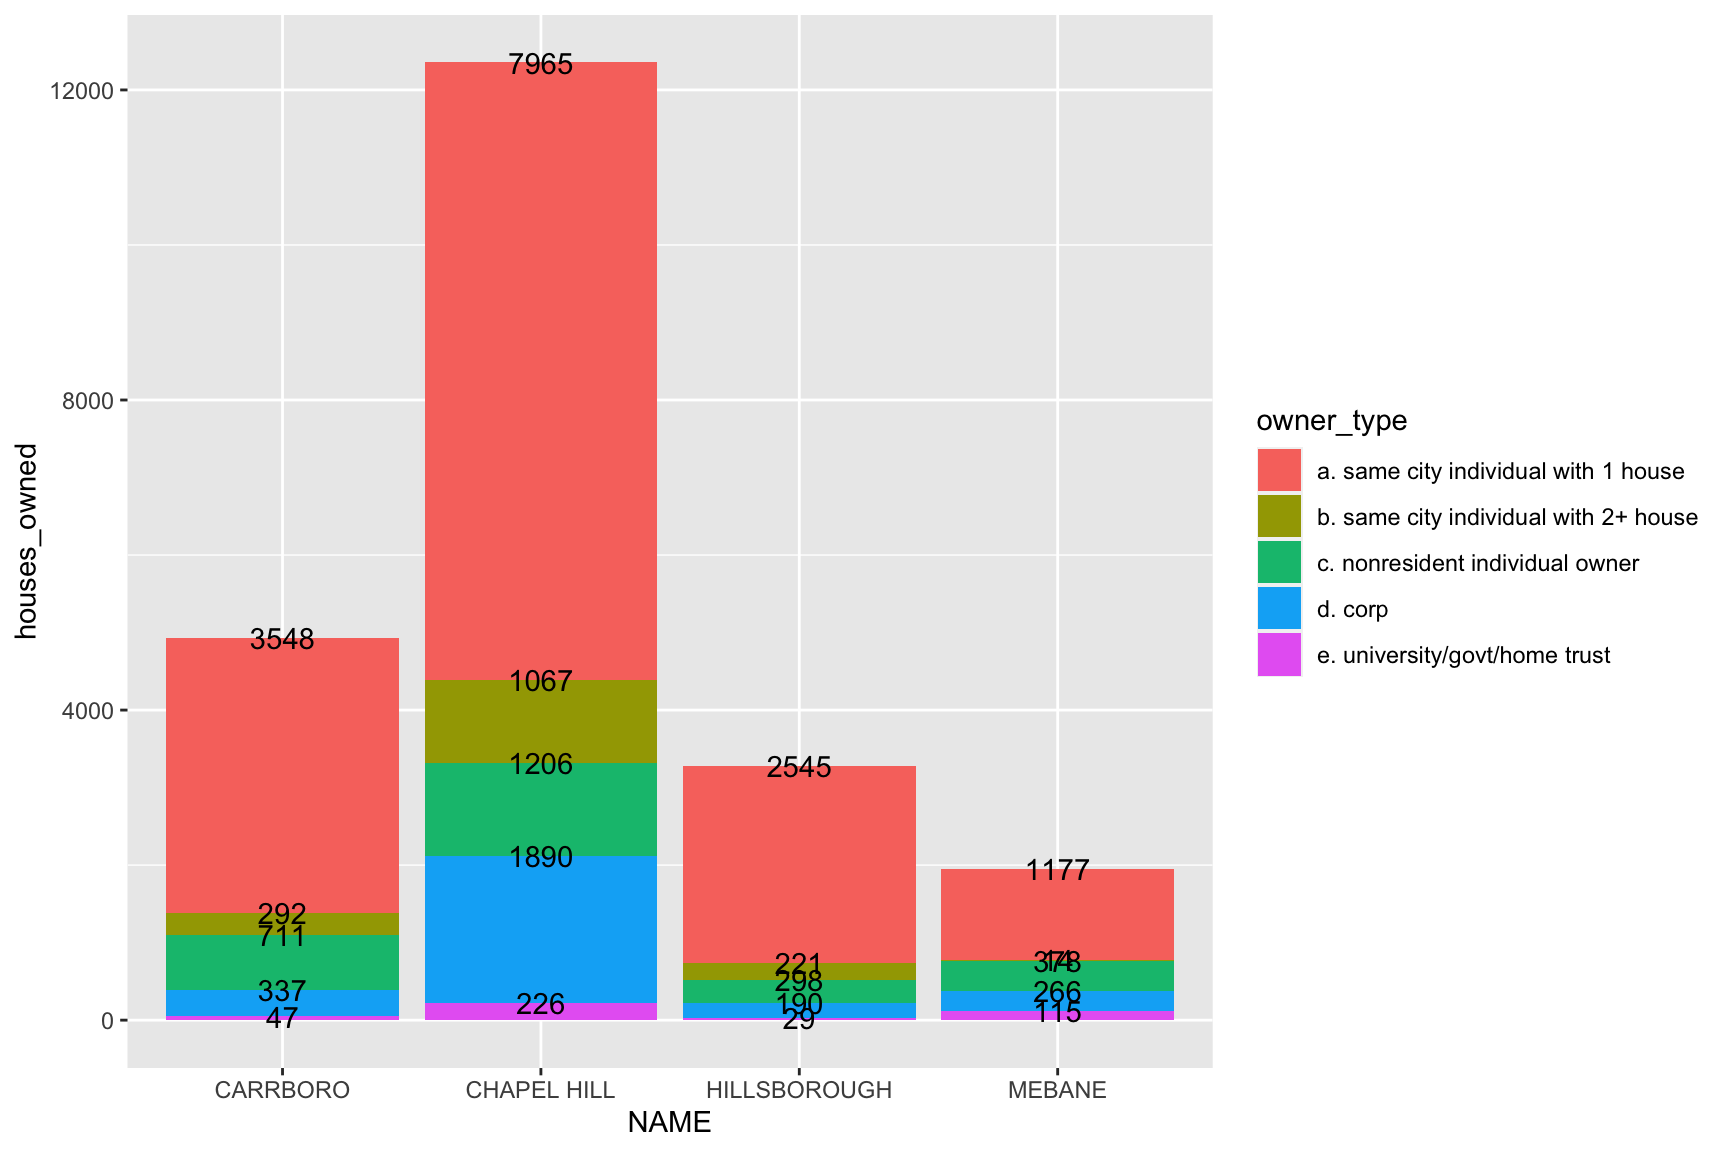 12000
8000
4000
0
houses_owned
7965
1067
1206
1890
226
3548
292
711
337
47
2545
221
298
190
29
1177
14
378
266
115
CARRBORO
CHAPEL HILL
HILLSBOROUGH
MEBANE
NAME
owner_type
a. same city individual with 1 house
b. same city individual with 2+ house
c. nonresident individual owner
d. corp
e. university/govt/home trust